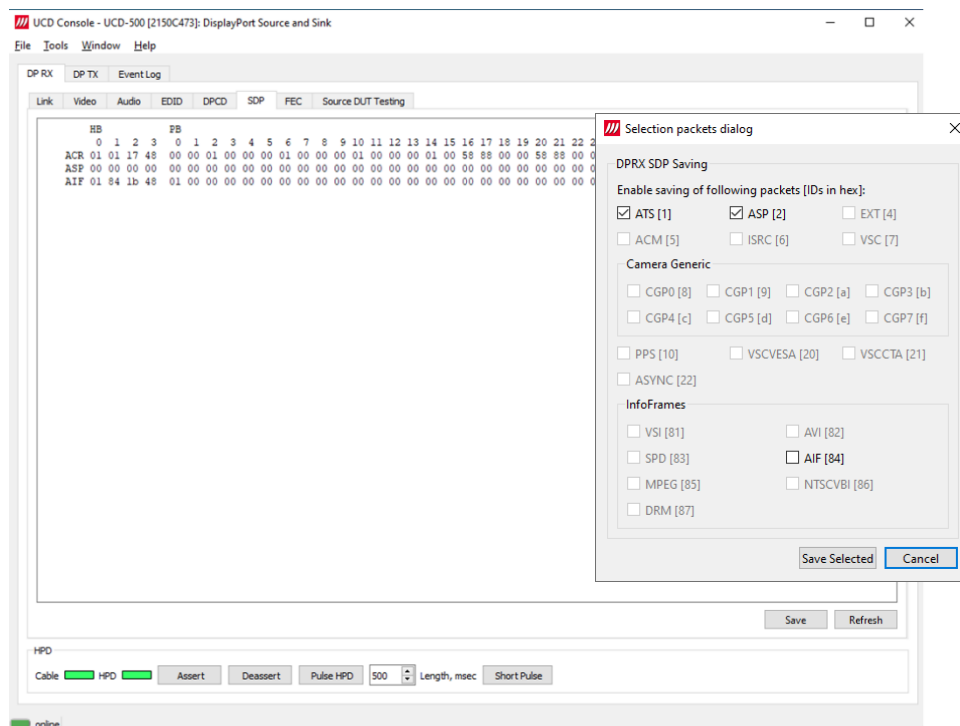 UCD Console - UCD-500 [2150C473]: DisplayPort Source and Sink
File Tools Window Help
DP RX DP TX Event Log
Link Video Audio EDID DPCD SDP FEC Source DUT Testing
HB PB
0 1 2 3 0 1 2 3 4 5 6 7 8 9 10 11 12 13 14 15 16 17 18 19 20 21 22 2
ACR 01 01 17 48 00 00 01 00 00 00 01 00 00 00 01 00 00 00 01 00 58 88 00 00 58 88 00 0
ASP 00 00 00 00 00 00 00 00 00 00 00 00 00 00 00 00 00 00 00 00 00 00 00 00 00 00 00 0
AIF 01 84 1b 48 01 00 00 00 00 00 00 00 00 00 00 00 00 00 00 00 00 00 00 00 00 00 00 0
Selection packets dialog
DPRX SDP Saving
Enable saving of following packets [IDs in hex]:
ATS [1] ASP [2] EXT [4]
ACM [5] ISRC [6] VSC [7]
Camera Generic
CGP0 [8] CGP1 [9] CGP2 [a] CGP3 [b]
CGP4 [c] CGP5 [d] CGP6 [e] CGP7 [f]
PPS [10] VSCVESA [20] VSCCTA [21]
ASYNC [22]
InfoFrames
VSI [81] AVI [82]
SPD [83] AIF [84]
MPEG [85] NTSCVBI [86]
DRM [87]
Save Selected Cancel
Save Refresh
HPD
Cable HPD Assert Deassert Pulse HPD 500 Length, msec Short Pulse
online